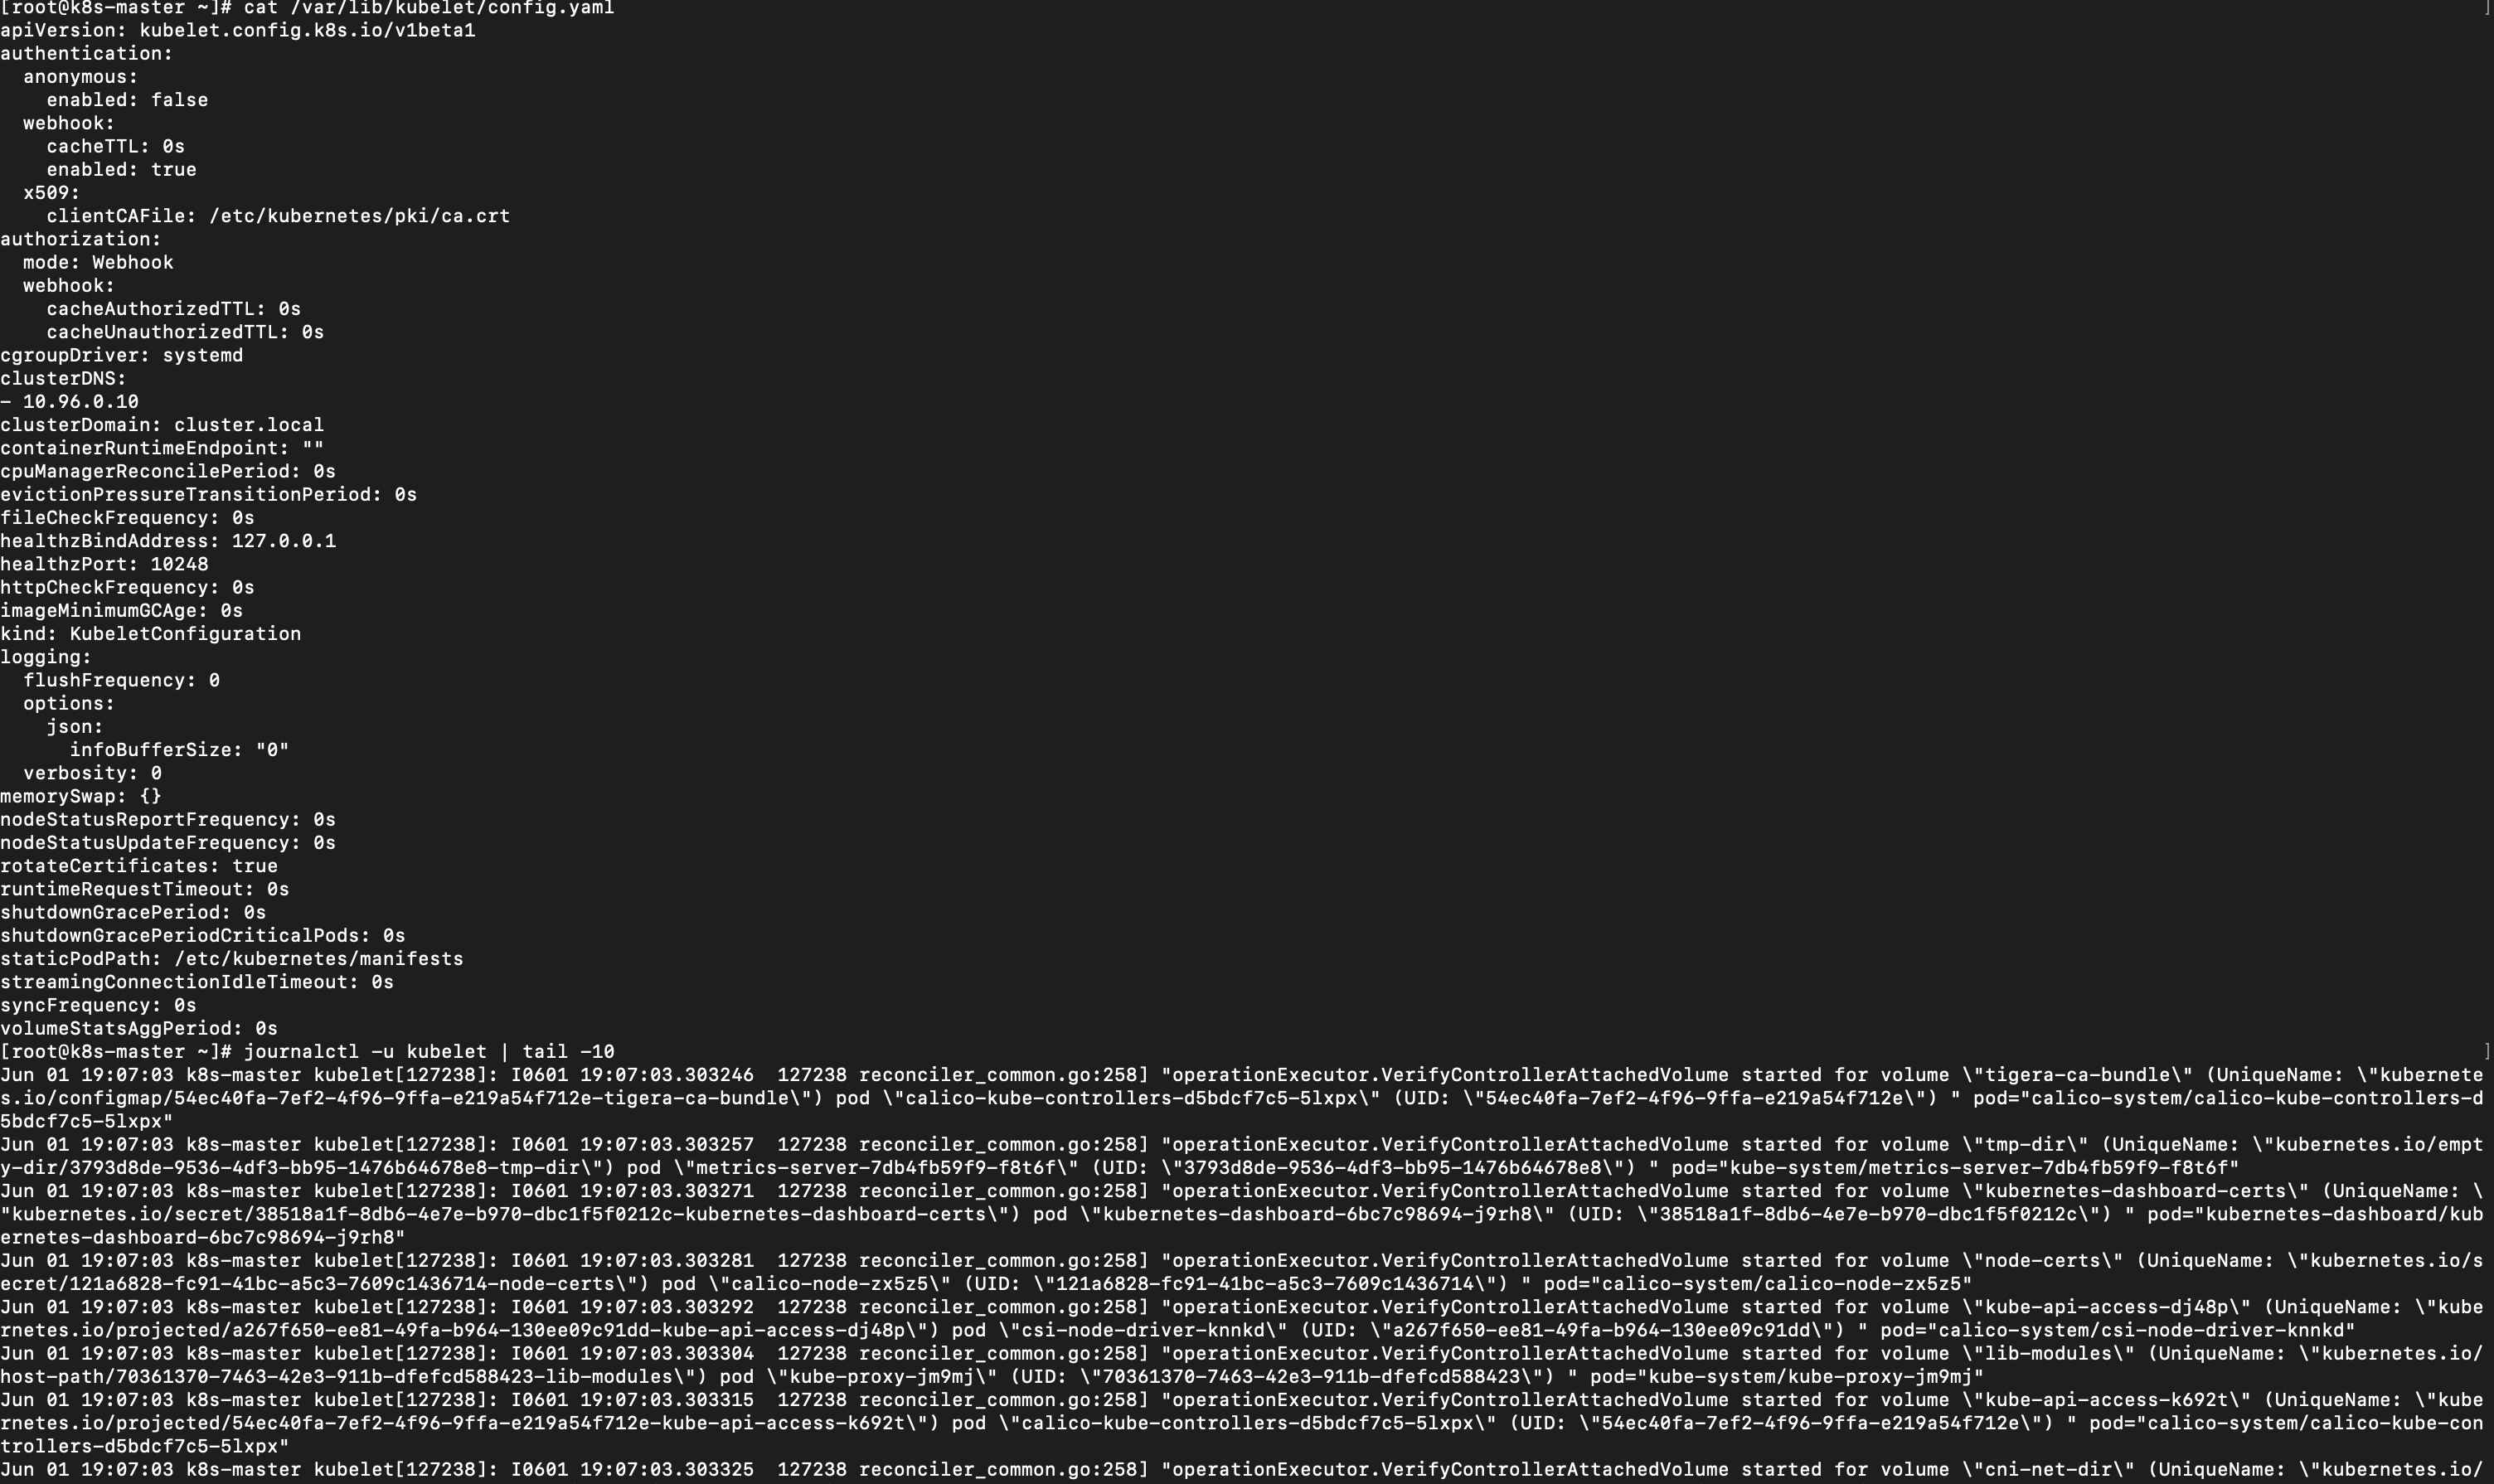 [root@k8s-master ~]# cat /var/lib/kubelet/config.yaml ]
apiVersion: kubelet.config.k8s.io/v1beta1
authentication:
  anonymous:
    enabled: false
  webhook:
    cacheTTL: 0s
    enabled: true
  x509:
    clientCAFile: /etc/kubernetes/pki/ca.crt
authorization:
  mode: Webhook
  webhook:
    cacheAuthorizedTTL: 0s
    cacheUnauthorizedTTL: 0s
cgroupDriver: systemd
clusterDNS:
- 10.96.0.10
clusterDomain: cluster.local
containerRuntimeEndpoint: ""
cpuManagerReconcilePeriod: 0s
evictionPressureTransitionPeriod: 0s
fileCheckFrequency: 0s
healthzBindAddress: 127.0.0.1
healthzPort: 10248
httpCheckFrequency: 0s
imageMinimumGCAge: 0s
kind: KubeletConfiguration
logging:
  flushFrequency: 0
  options:
    json:
      infoBufferSize: "0"
  verbosity: 0
memorySwap: {}
nodeStatusReportFrequency: 0s
nodeStatusUpdateFrequency: 0s
rotateCertificates: true
runtimeRequestTimeout: 0s
shutdownGracePeriod: 0s
shutdownGracePeriodCriticalPods: 0s
staticPodPath: /etc/kubernetes/manifests
streamingConnectionIdleTimeout: 0s
syncFrequency: 0s
volumeStatsAggPeriod: 0s
[root@k8s-master ~]# journalctl -u kubelet | tail -10 ]
Jun 01 19:07:03 k8s-master kubelet[127238]: I0601 19:07:03.303246  127238 reconciler_common.go:258] "operationExecutor.VerifyControllerAttachedVolume started for volume \"tigera-ca-bundle\" (UniqueName: \"kubernete
s.io/configmap/54ec40fa-7ef2-4f96-9ffa-e219a54f712e-tigera-ca-bundle\") pod \"calico-kube-controllers-d5bdcf7c5-5lxpx\" (UID: \"54ec40fa-7ef2-4f96-9ffa-e219a54f712e\") " pod="calico-system/calico-kube-controllers-d
5bdcf7c5-5lxpx"
Jun 01 19:07:03 k8s-master kubelet[127238]: I0601 19:07:03.303257  127238 reconciler_common.go:258] "operationExecutor.VerifyControllerAttachedVolume started for volume \"tmp-dir\" (UniqueName: \"kubernetes.io/empt
y-dir/3793d8de-9536-4df3-bb95-1476b64678e8-tmp-dir\") pod \"metrics-server-7db4fb59f9-f8t6f\" (UID: \"3793d8de-9536-4df3-bb95-1476b64678e8\") " pod="kube-system/metrics-server-7db4fb59f9-f8t6f"
Jun 01 19:07:03 k8s-master kubelet[127238]: I0601 19:07:03.303271  127238 reconciler_common.go:258] "operationExecutor.VerifyControllerAttachedVolume started for volume \"kubernetes-dashboard-certs\" (UniqueName: \
"kubernetes.io/secret/38518a1f-8db6-4e7e-b970-dbc1f5f0212c-kubernetes-dashboard-certs\") pod \"kubernetes-dashboard-6bc7c98694-j9rh8\" (UID: \"38518a1f-8db6-4e7e-b970-dbc1f5f0212c\") " pod="kubernetes-dashboard/kub
ernetes-dashboard-6bc7c98694-j9rh8"
Jun 01 19:07:03 k8s-master kubelet[127238]: I0601 19:07:03.303281  127238 reconciler_common.go:258] "operationExecutor.VerifyControllerAttachedVolume started for volume \"node-certs\" (UniqueName: \"kubernetes.io/s
ecret/121a6828-fc91-41bc-a5c3-7609c1436714-node-certs\") pod \"calico-node-zx5z5\" (UID: \"121a6828-fc91-41bc-a5c3-7609c1436714\") " pod="calico-system/calico-node-zx5z5"
Jun 01 19:07:03 k8s-master kubelet[127238]: I0601 19:07:03.303292  127238 reconciler_common.go:258] "operationExecutor.VerifyControllerAttachedVolume started for volume \"kube-api-access-dj48p\" (UniqueName: \"kube
rnetes.io/projected/a267f650-ee81-49fa-b964-130ee09c91dd-kube-api-access-dj48p\") pod \"csi-node-driver-knnkd\" (UID: \"a267f650-ee81-49fa-b964-130ee09c91dd\") " pod="calico-system/csi-node-driver-knnkd"
Jun 01 19:07:03 k8s-master kubelet[127238]: I0601 19:07:03.303304  127238 reconciler_common.go:258] "operationExecutor.VerifyControllerAttachedVolume started for volume \"lib-modules\" (UniqueName: \"kubernetes.io/
host-path/70361370-7463-42e3-911b-dfefcd588423-lib-modules\") pod \"kube-proxy-jm9mj\" (UID: \"70361370-7463-42e3-911b-dfefcd588423\") " pod="kube-system/kube-proxy-jm9mj"
Jun 01 19:07:03 k8s-master kubelet[127238]: I0601 19:07:03.303315  127238 reconciler_common.go:258] "operationExecutor.VerifyControllerAttachedVolume started for volume \"kube-api-access-k692t\" (UniqueName: \"kube
rnetes.io/projected/54ec40fa-7ef2-4f96-9ffa-e219a54f712e-kube-api-access-k692t\") pod \"calico-kube-controllers-d5bdcf7c5-5lxpx\" (UID: \"54ec40fa-7ef2-4f96-9ffa-e219a54f712e\") " pod="calico-system/calico-kube-con
trollers-d5bdcf7c5-5lxpx"
Jun 01 19:07:03 k8s-master kubelet[127238]: I0601 19:07:03.303325  127238 reconciler_common.go:258] "operationExecutor.VerifyControllerAttachedVolume started for volume \"cni-net-dir\" (UniqueName: \"kubernetes.io/